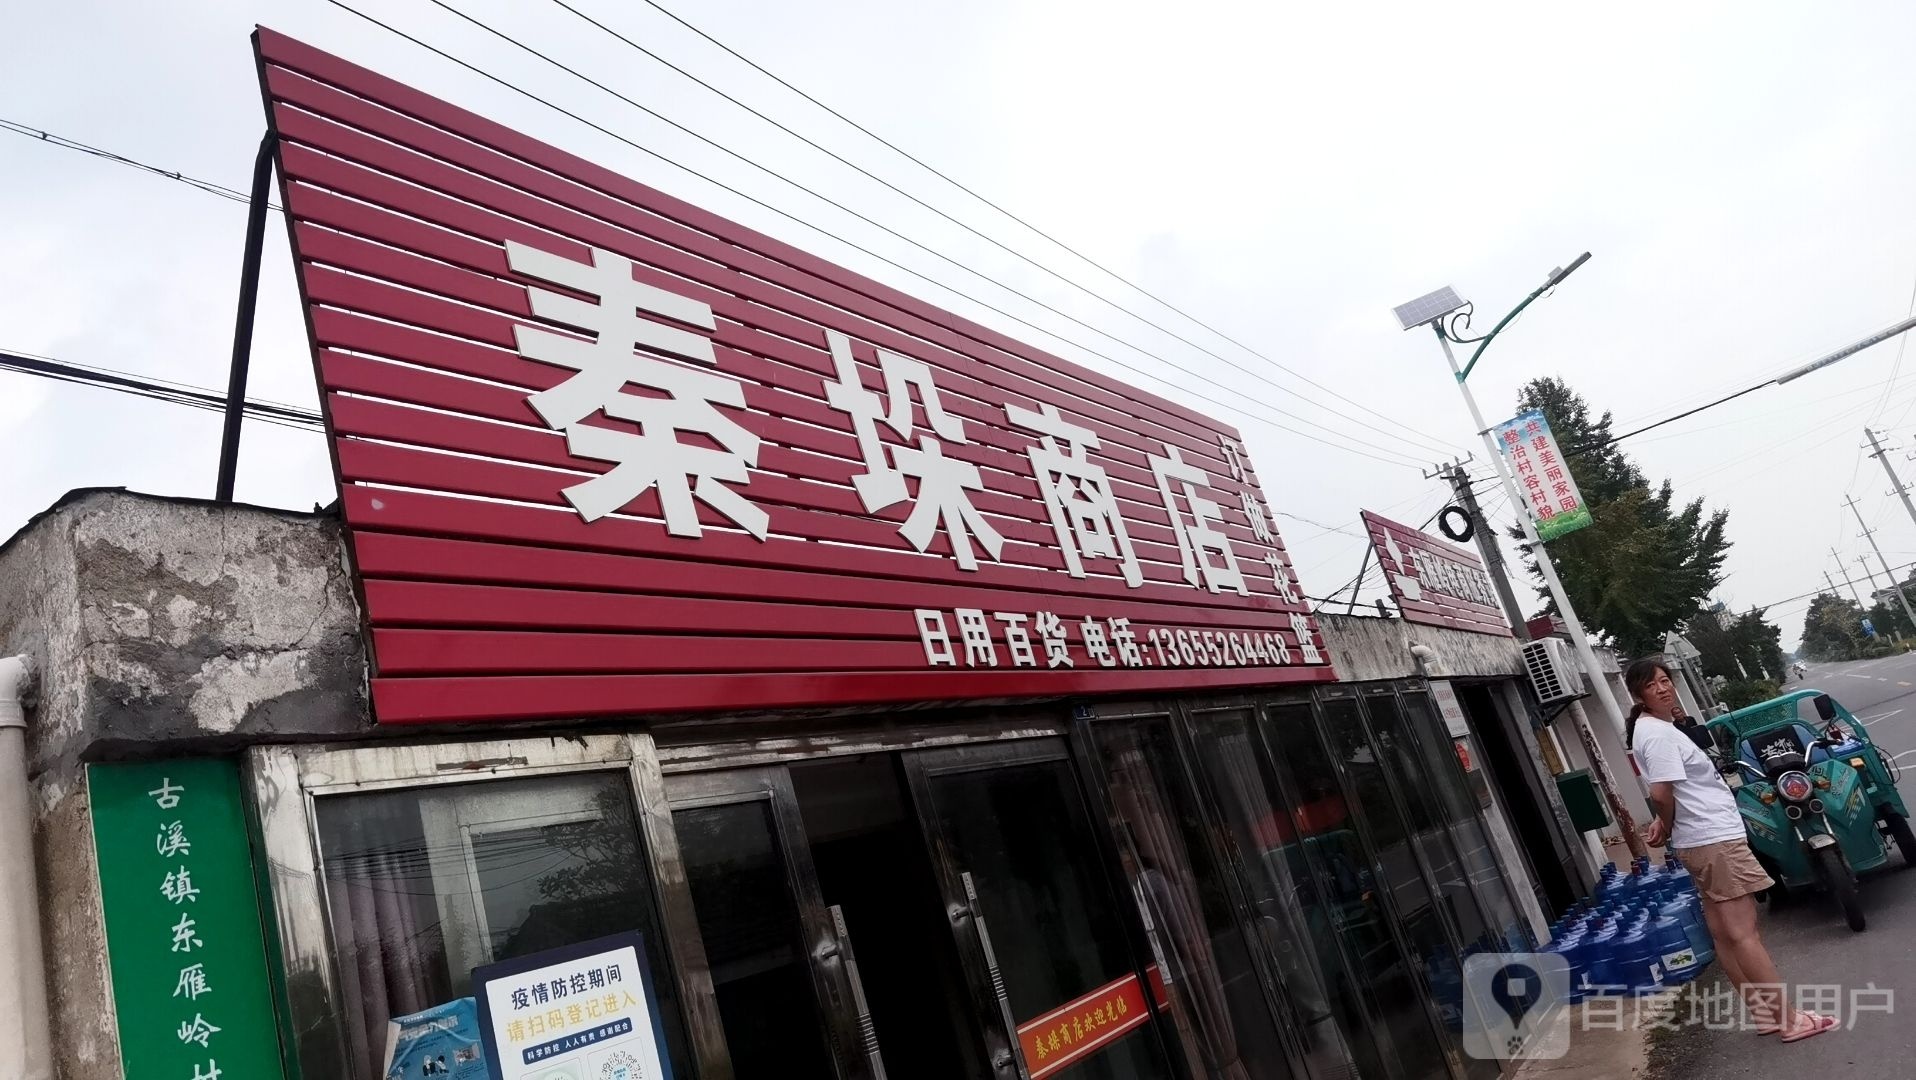 秦垛商店
订做花篮
日用百货 电话:13655264468
共建美丽家园
整治村容村貌
古溪镇东雁岭村
疫情防控期间
请扫码登记进入
科学防控 人人有责 感谢配合
秦垛商店欢迎光临
百度地图用户